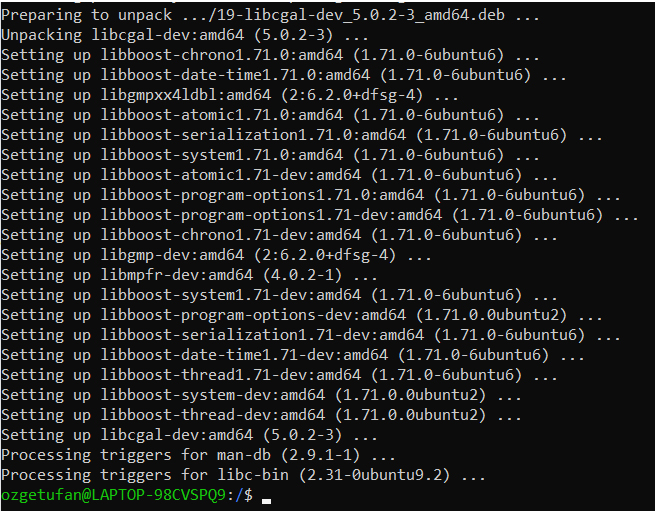 Preparing to unpack .../19-libcgal-dev_5.0.2-3_amd64.deb ...
Unpacking libcgal-dev:amd64 (5.0.2-3) ...
Setting up libboost-chrono1.71.0:amd64 (1.71.0-6ubuntu6) ...
Setting up libboost-date-time1.71.0:amd64 (1.71.0-6ubuntu6) ...
Setting up libgmpxx4ldbl:amd64 (2:6.2.0+dfsg-4) ...
Setting up libboost-atomic1.71.0:amd64 (1.71.0-6ubuntu6) ...
Setting up libboost-serialization1.71.0:amd64 (1.71.0-6ubuntu6) ...
Setting up libboost-system1.71.0:amd64 (1.71.0-6ubuntu6) ...
Setting up libboost-atomic1.71-dev:amd64 (1.71.0-6ubuntu6) ...
Setting up libboost-program-options1.71.0:amd64 (1.71.0-6ubuntu6) ...
Setting up libboost-program-options1.71-dev:amd64 (1.71.0-6ubuntu6) ...
Setting up libboost-chrono1.71-dev:amd64 (1.71.0-6ubuntu6) ...
Setting up libgmp-dev:amd64 (2:6.2.0+dfsg-4) ...
Setting up libmpfr-dev:amd64 (4.0.2-1) ...
Setting up libboost-system1.71-dev:amd64 (1.71.0-6ubuntu6) ...
Setting up libboost-program-options-dev:amd64 (1.71.0.0ubuntu2) ...
Setting up libboost-serialization1.71-dev:amd64 (1.71.0-6ubuntu6) ...
Setting up libboost-date-time1.71-dev:amd64 (1.71.0-6ubuntu6) ...
Setting up libboost-thread1.71-dev:amd64 (1.71.0-6ubuntu6) ...
Setting up libboost-system-dev:amd64 (1.71.0.0ubuntu2) ...
Setting up libboost-thread-dev:amd64 (1.71.0.0ubuntu2) ...
Setting up libcgal-dev:amd64 (5.0.2-3) ...
Processing triggers for man-db (2.9.1-1) ...
Processing triggers for libc-bin (2.31-0ubuntu9.2) ...
ozgetufan@LAPTOP-98CVSPQ9:/$